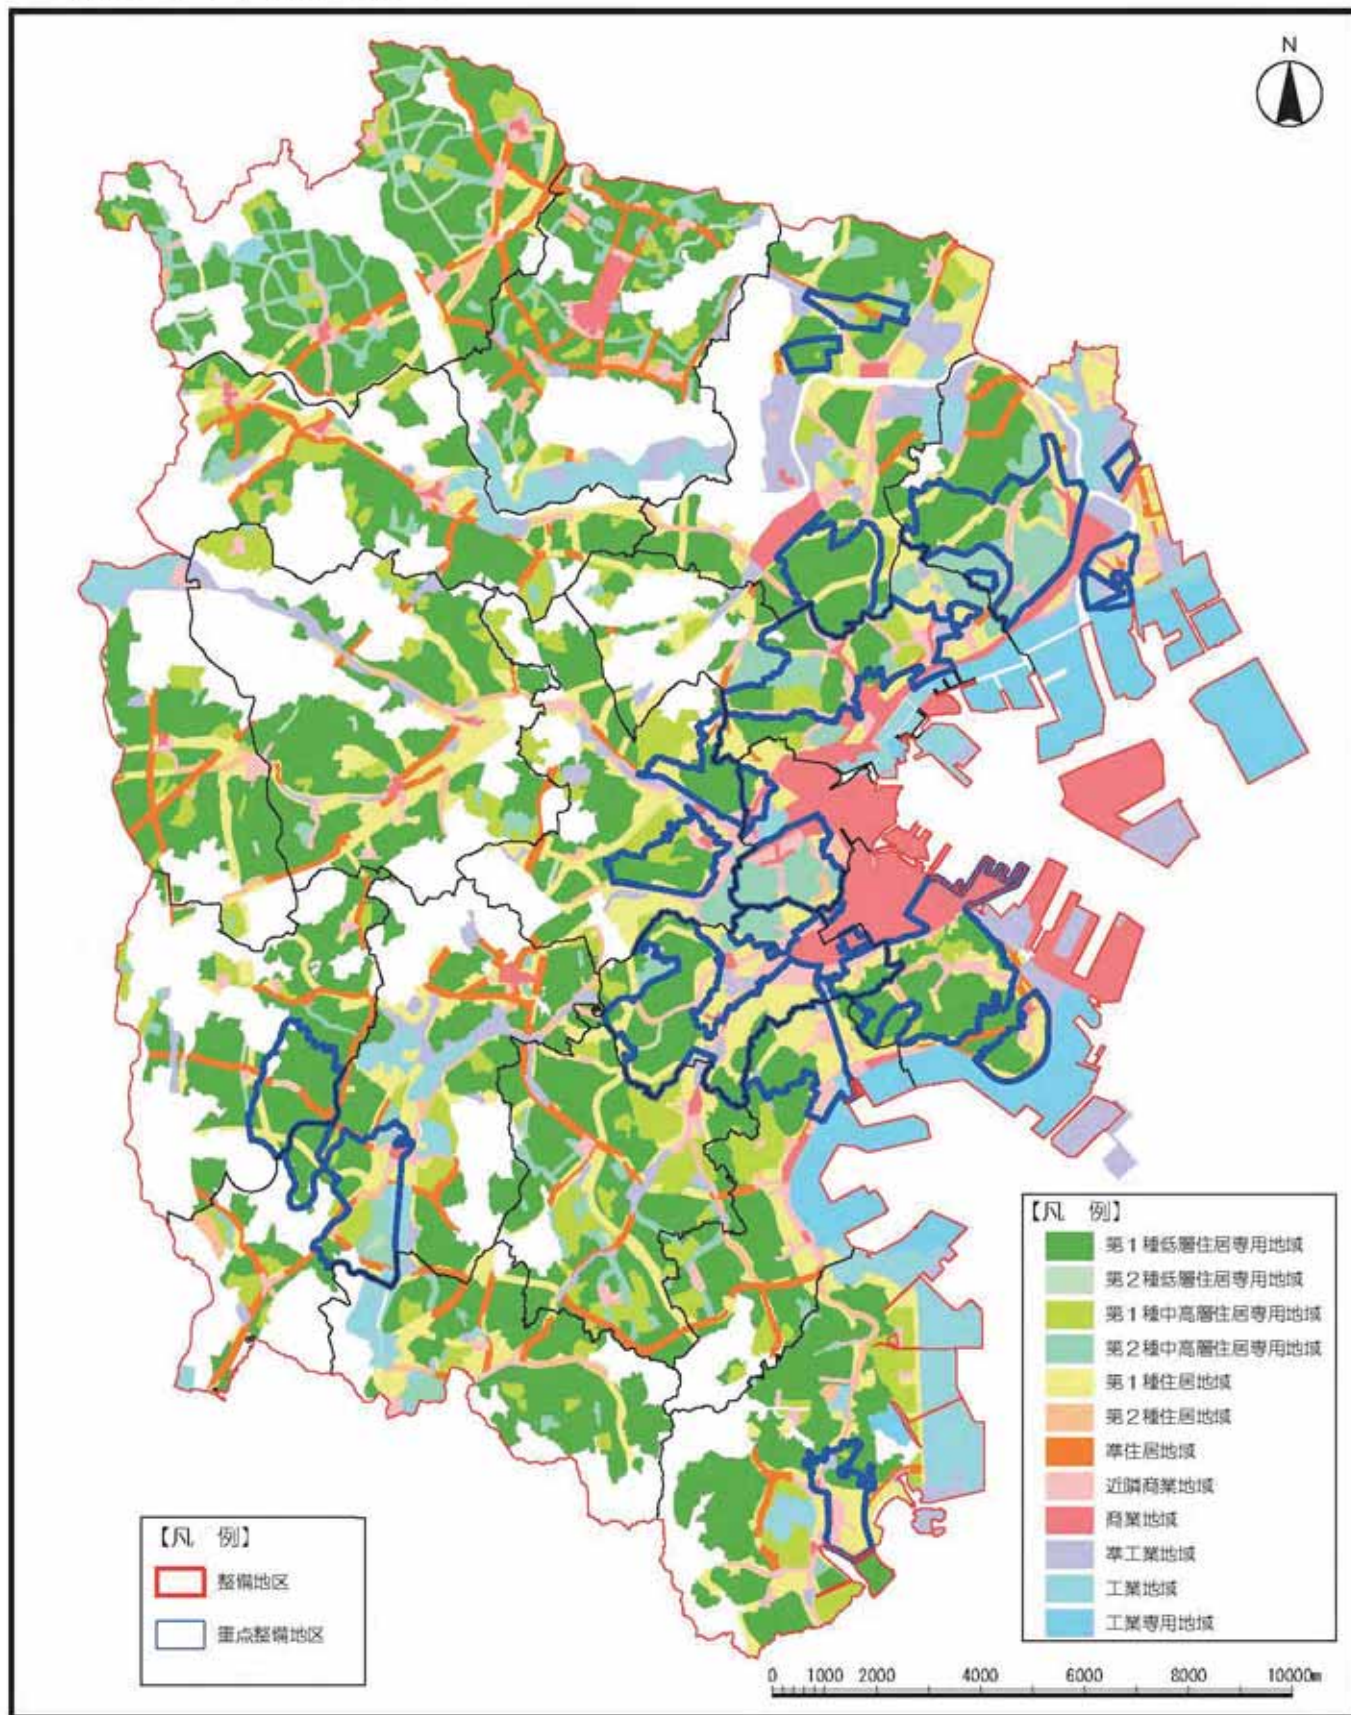 N
【凡 例】
第1種低層住居専用地域
第2種低層住居専用地域
第1種中高層住居専用地域
第2種中高層住居専用地域
第1種住居地域
第2種住居地域
準住居地域
近隣商業地域
商業地域
準工業地域
工業地域
工業専用地域
【凡 例】
整備地区
重点整備地区
0 1000 2000 4000 6000 8000 10000m